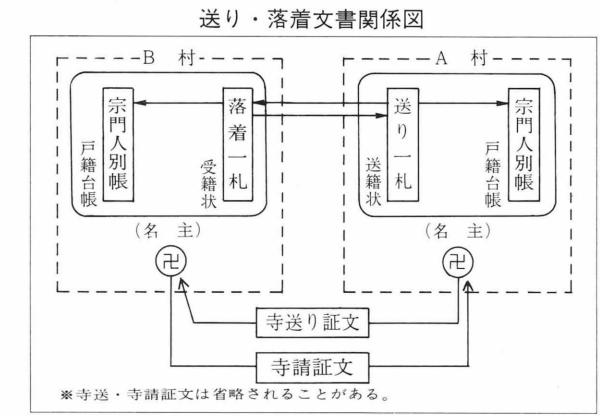 送り・落着文書関係図
B 村
A 村
宗門人別帳
戸籍台帳
落着一札
受籍状
送り一札
送籍状
宗門人別帳
戸籍台帳
(名 主)
(名 主)
卍
卍
寺送り証文
寺請証文
※寺送・寺請証文は省略されることがある。